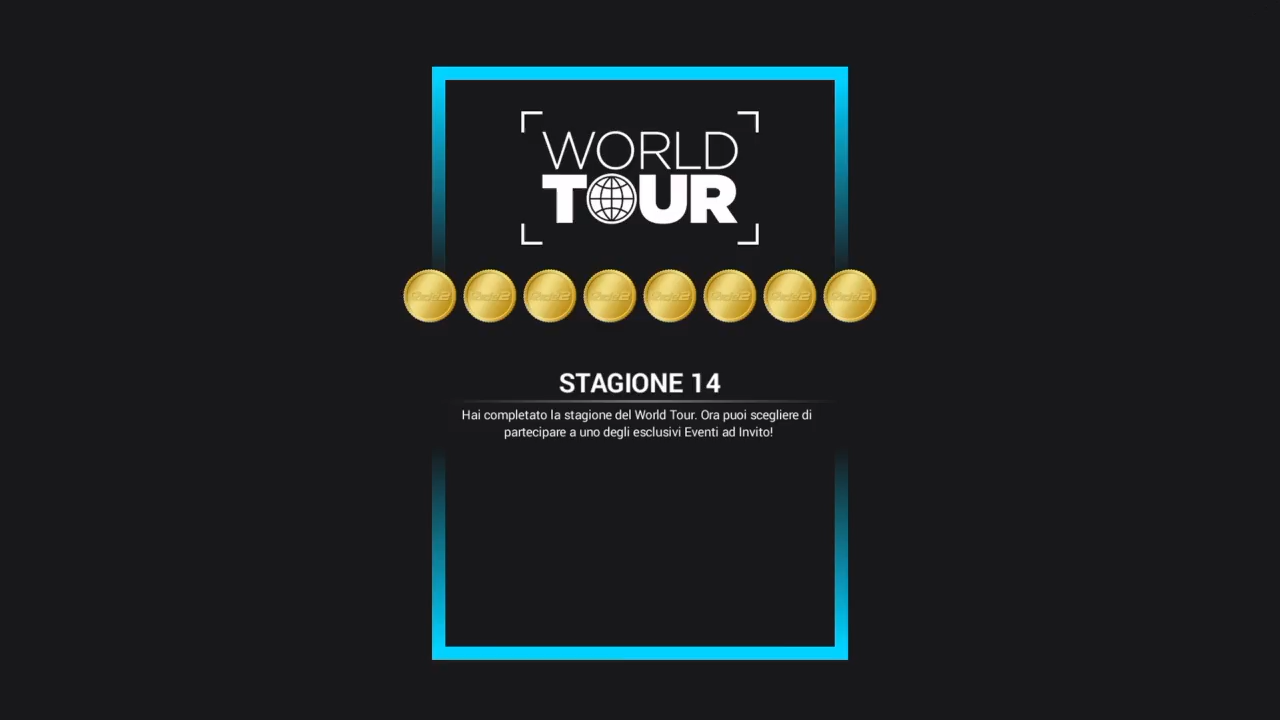 WORLD
TOUR
STAGIONE 14
Hai completato la stagione del World Tour. Ora puoi scegliere di
partecipare a uno degli esclusivi Eventi ad Invito!